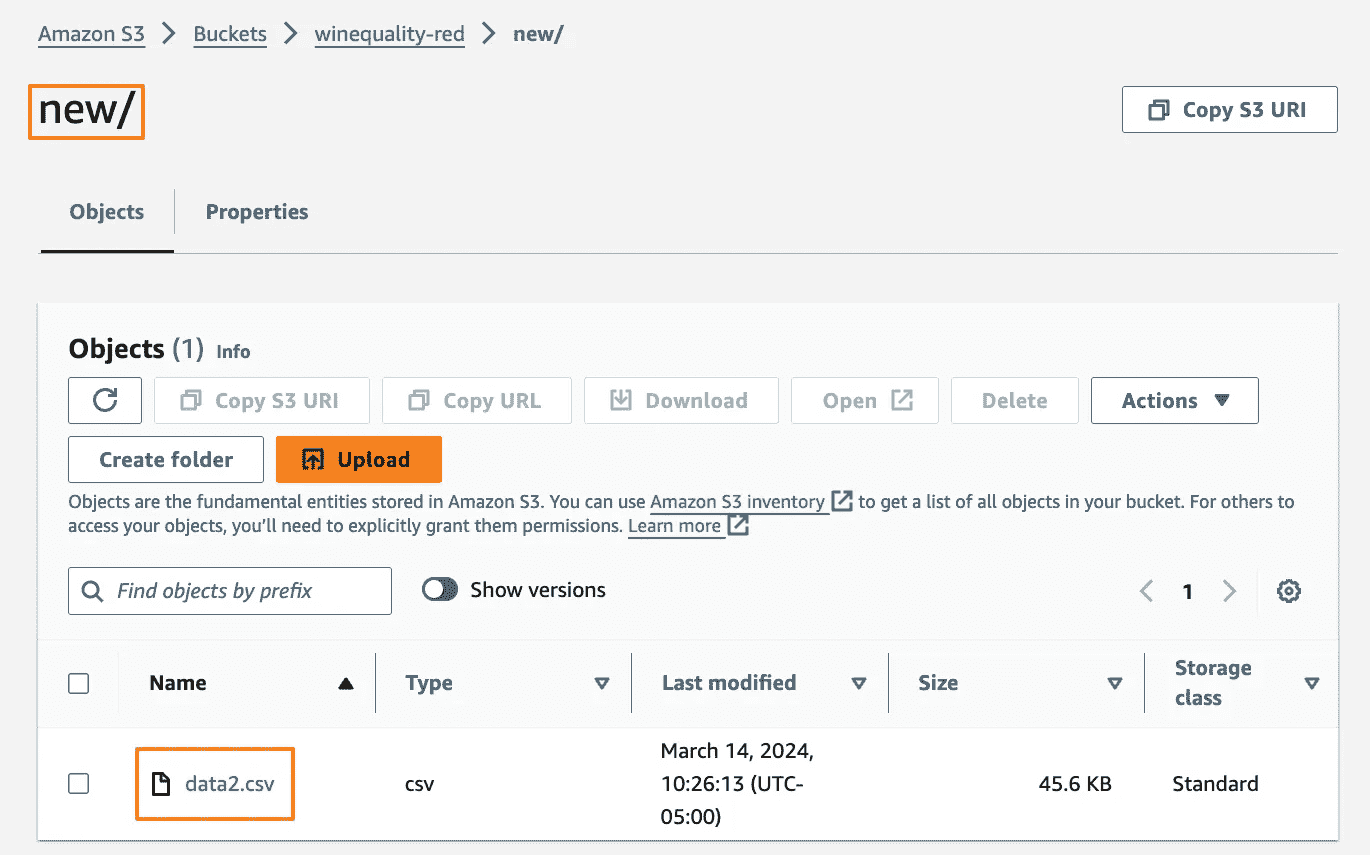 Amazon S3 > Buckets > winequality-red > new/
new/
Copy S3 URI
Objects
Properties
Objects (1) Info
Copy S3 URI
Copy URL
Download
Open
Delete
Actions
Create folder
Upload
Objects are the fundamental entities stored in Amazon S3. You can use Amazon S3 inventory to get a list of all objects in your bucket. For others to
access your objects, you’ll need to explicitly grant them permissions. Learn more
Find objects by prefix
Show versions
1
Name
Type
Last modified
Size
Storage
class
data2.csv
csv
March 14, 2024,
10:26:13 (UTC-
05:00)
45.6 KB
Standard